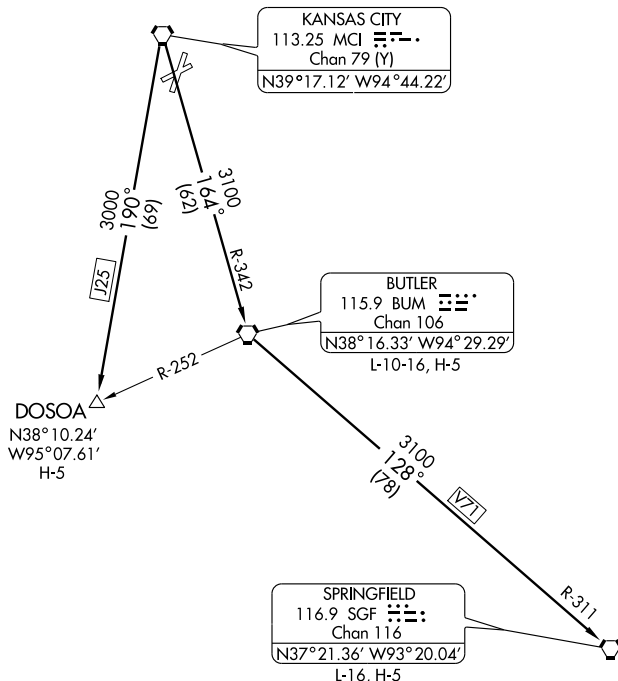 KANSAS CITY
113.25 MCI
Chan 79 (Y)
N39°17.12' W94°44.22'
3000
190°
(69)
J25
3100
164°
(62)
R-342
BUTLER
115.9 BUM
Chan 106
N38°16.33' W94°29.29'
L-10-16, H-5
R-252
DOSOA
N38°10.24'
W95°07.61'
H-5
3100
128°
(78)
V71
R-311
SPRINGFIELD
116.9 SGF
Chan 116
N37°21.36' W93°20.04'
L-16, H-5